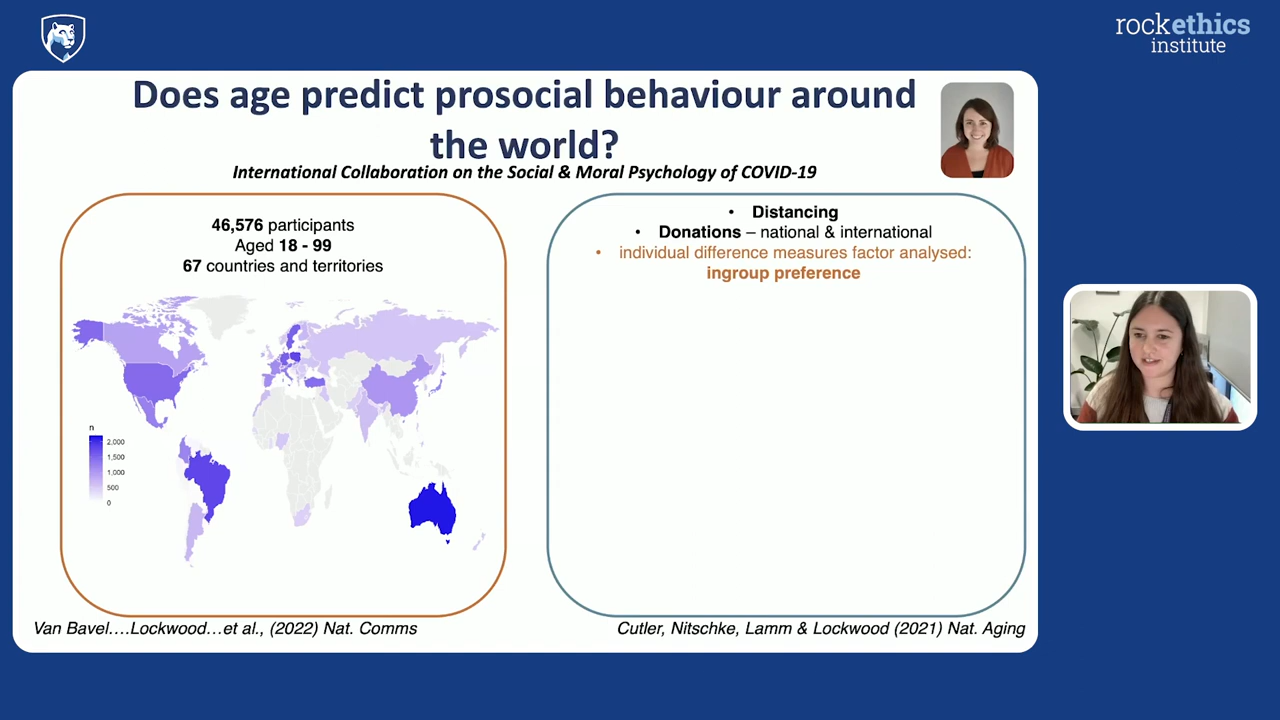 rockethics
institute
Does age predict prosocial behaviour around
the world?
International Collaboration on the Social & Moral Psychology of COVID-19
46,576 participants
Aged 18 - 99
67 countries and territories
n
2,000
1,500
1,000
500
0
• Distancing
• Donations – national & international
• individual difference measures factor analysed:
ingroup preference
Van Bavel….Lockwood…et al., (2022) Nat. Comms
Cutler, Nitschke, Lamm & Lockwood (2021) Nat. Aging